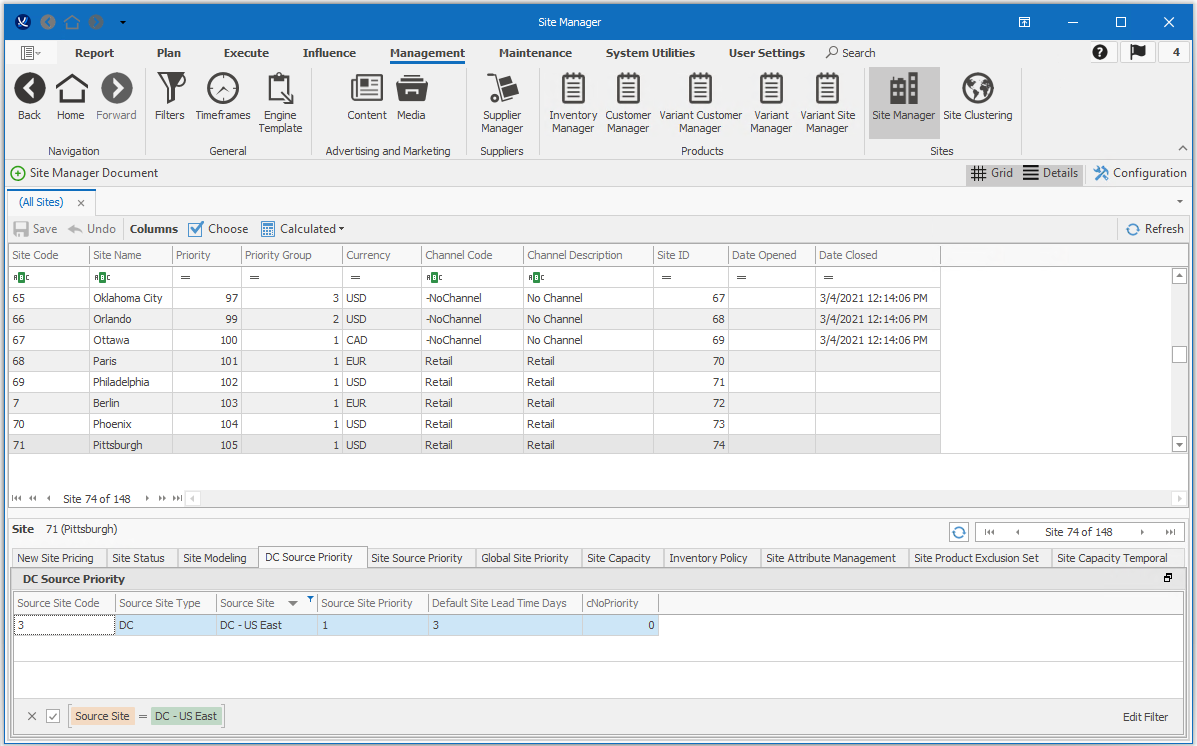 Site Manager
Report Plan Execute Influence Management Maintenance System Utilities User Settings Search 4
Back Home Forward Filters Timeframes Engine Template Content Media Supplier Manager Inventory Manager Customer Manager Variant Customer Manager Variant Manager Variant Site Manager Site Manager Site Clustering
Navigation General Advertising and Marketing Suppliers Products Sites
Site Manager Document Grid Details Configuration
(All Sites)
Save Undo Columns Choose Calculated Refresh
Site Code Site Name Priority Priority Group Currency Channel Code Channel Description Site ID Date Opened Date Closed
ABC ABC = = = ABC ABC = = =
65 Oklahoma City 97 3 USD -NoChannel No Channel 67 3/4/2021 12:14:06 PM
66 Orlando 99 2 USD -NoChannel No Channel 68 3/4/2021 12:14:06 PM
67 Ottawa 100 1 CAD -NoChannel No Channel 69 3/4/2021 12:14:06 PM
68 Paris 101 1 EUR Retail Retail 70
69 Philadelphia 102 1 USD Retail Retail 71
7 Berlin 103 1 EUR Retail Retail 72
70 Phoenix 104 1 USD Retail Retail 73
71 Pittsburgh 105 1 USD Retail Retail 74
Site 74 of 148
Site 71 (Pittsburgh) Site 74 of 148
New Site Pricing Site Status Site Modeling DC Source Priority Site Source Priority Global Site Priority Site Capacity Inventory Policy Site Attribute Management Site Product Exclusion Set Site Capacity Temporal
DC Source Priority
Source Site Code Source Site Type Source Site Source Site Priority Default Site Lead Time Days cNoPriority
3 DC DC - US East 1 3 0
Source Site = DC - US East Edit Filter